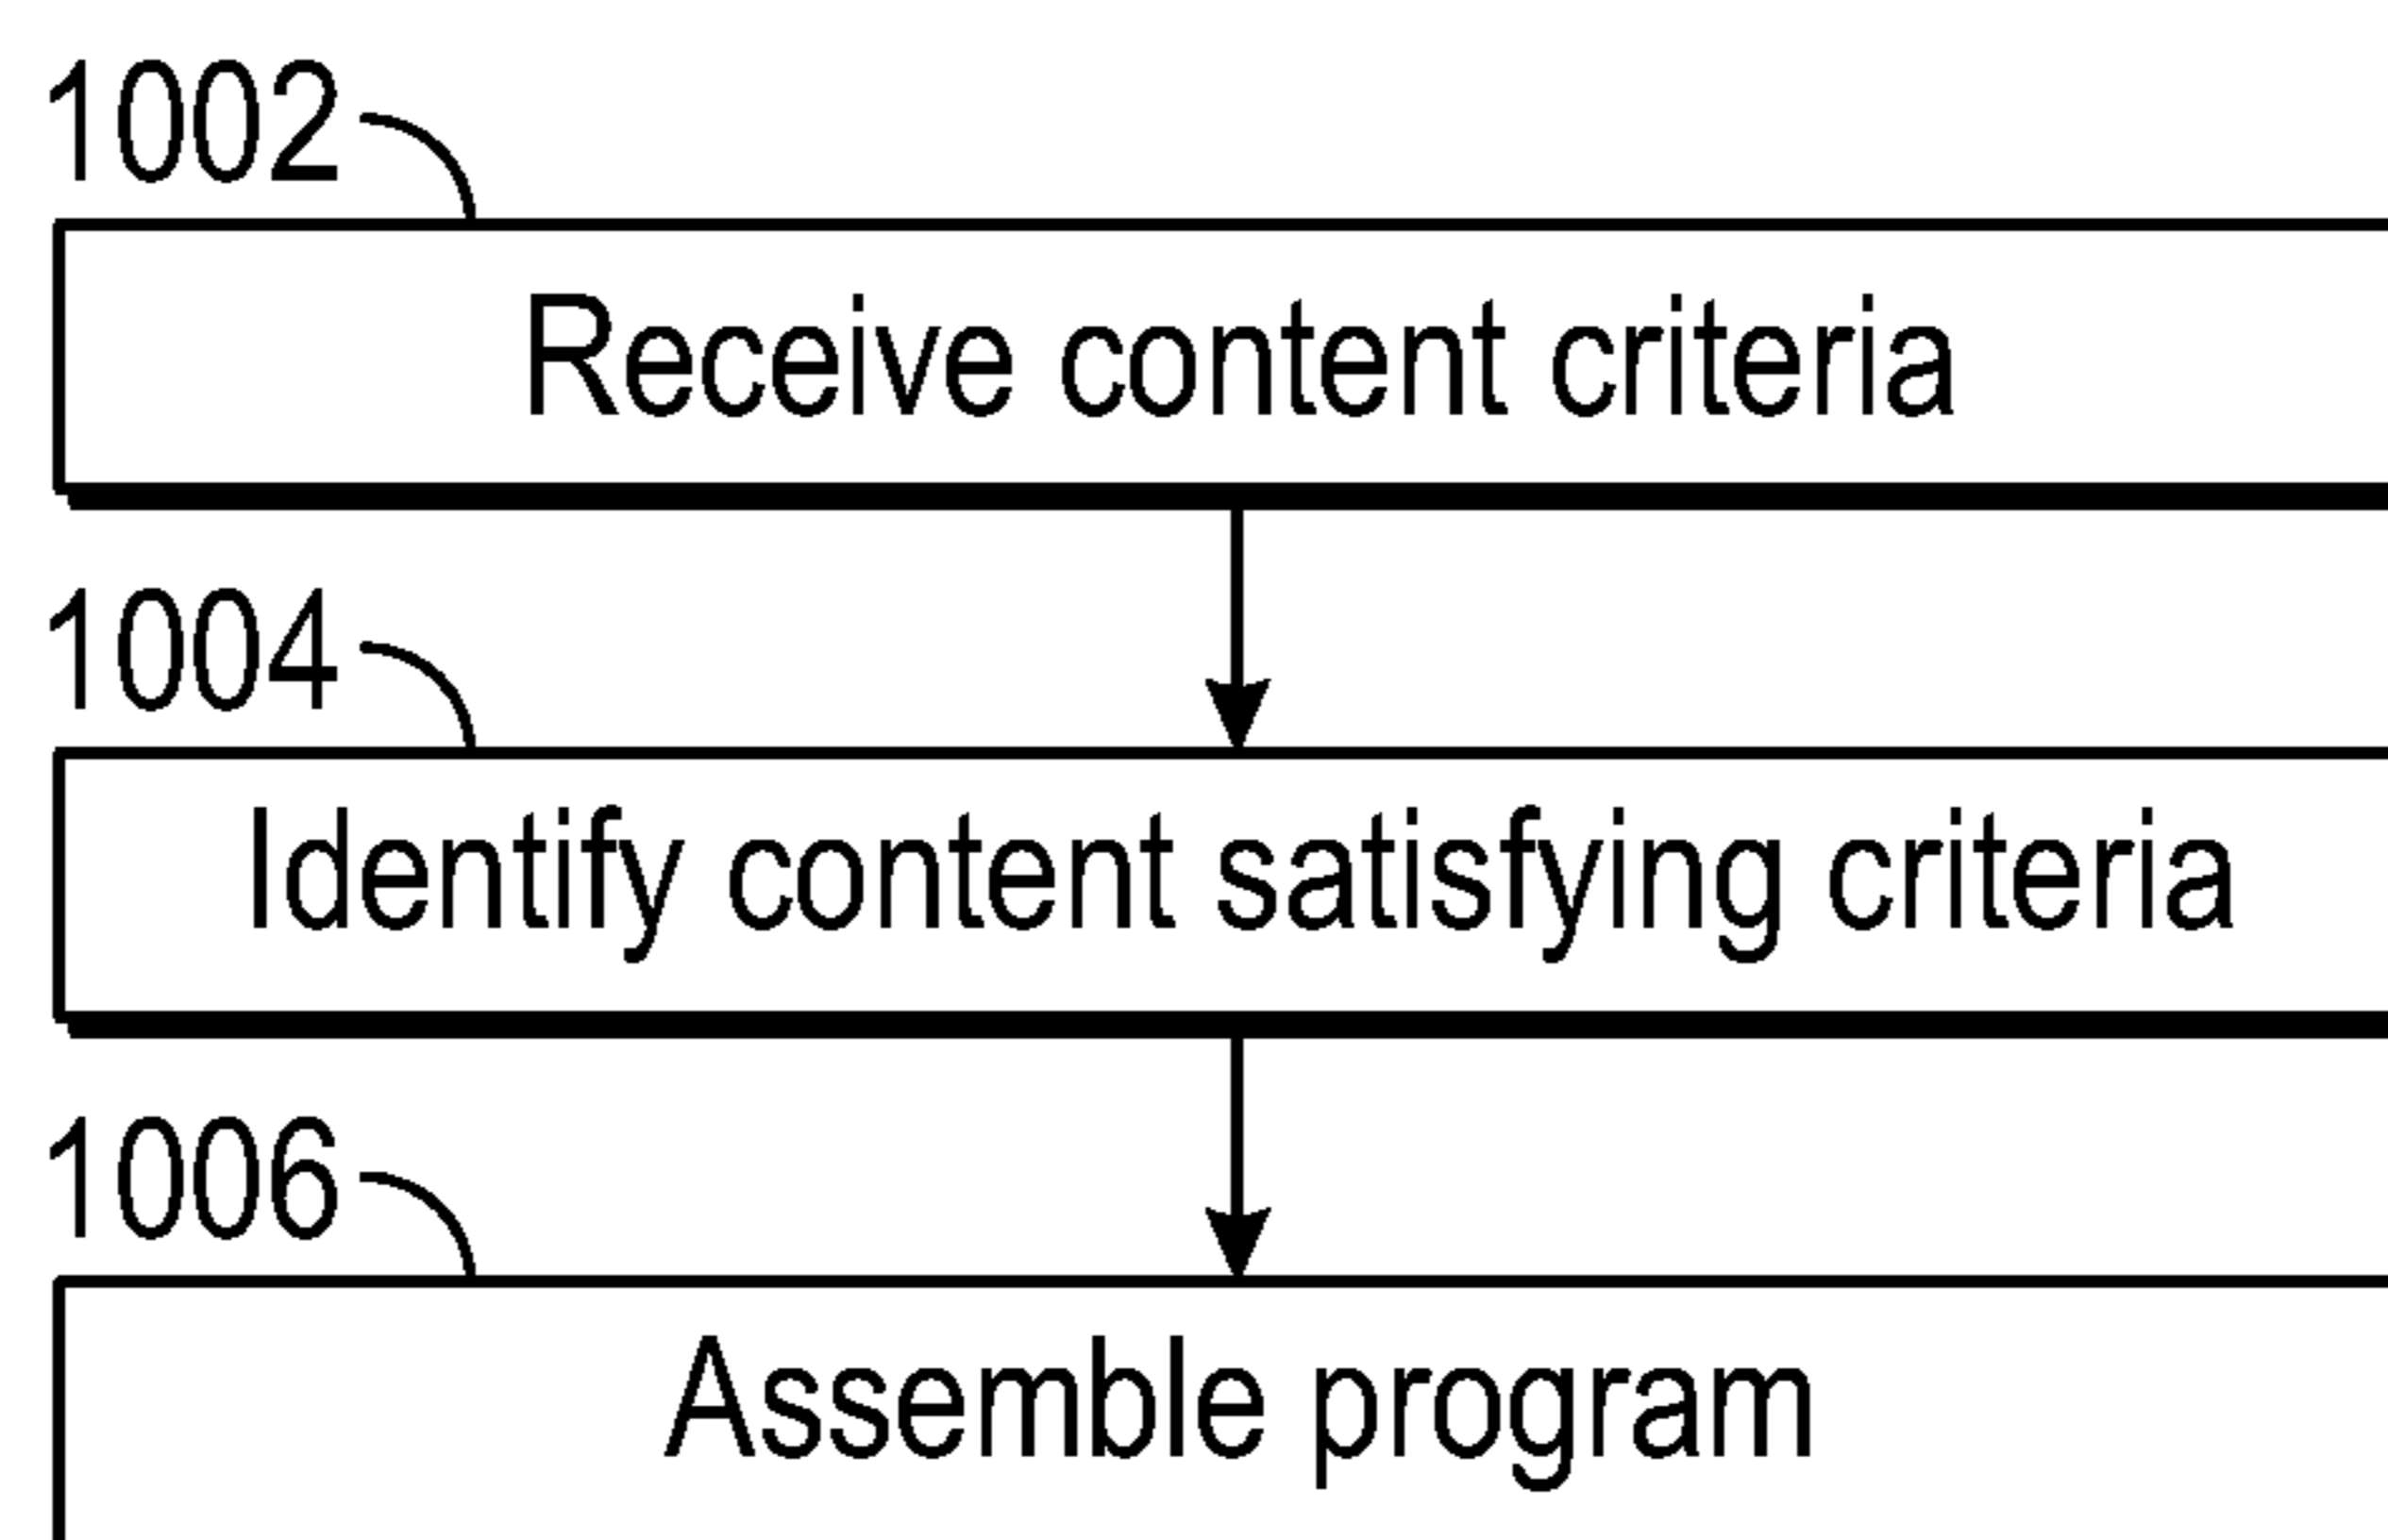 1002
Receive content criteria
1004
Identify content satisfying criteria
1006
Assemble program